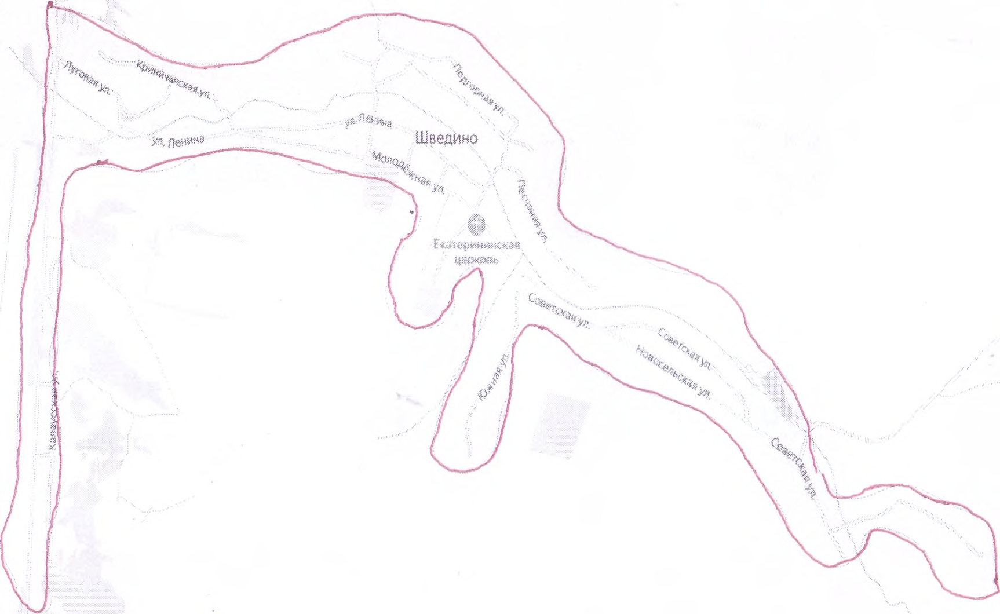 Луговая ул.
Криничанская ул.
Подгорная ул.
ул. Ленина
ул. Ленина
Шведино
Молодёжная ул.
Песчаная ул.
Екатерининская
церковь
Советская ул.
Советская ул.
Новосельская ул.
Южная ул.
Калаусская ул.
Советская ул.